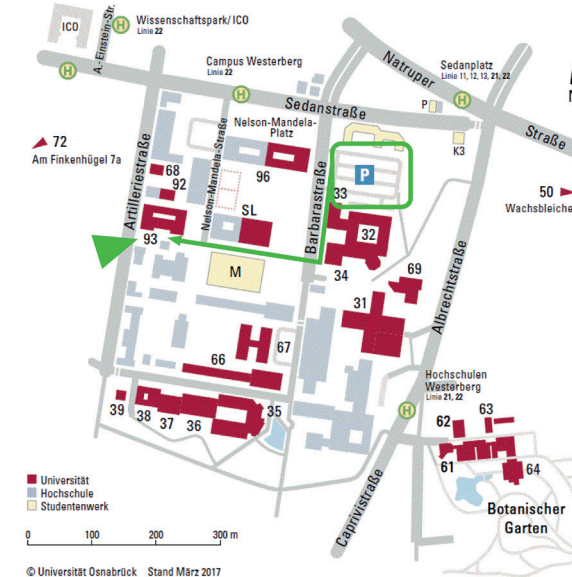 ICO
A.-Einstein-Str.
H
Wissenschaftspark/ ICO
Linie 22
H
Campus Westerberg
Linie 22
H
Natruper
Sedanplatz
Linie 11, 12, 13, 21, 22
H
Sedanstraße
P
K3
Straße
72
Am Finkenhügel 7a
Artilleriestraße
Nelson-Mandela-
Platz
Nelson-Mandela-Straße
68
92
96
SL
93
M
Barbarastraße
P
33
32
34
69
31
50
Wachsbleiche
Albrechtstraße
66
67
39
38
37
36
35
Hochschulen
Westerberg
Linie 21, 22
H
62
63
61
64
Botanischer
Garten
Caprivistraße
Universität
Hochschule
Studentenwerk
0 100 200 300 m
© Universität Osnabrück Stand März 2017